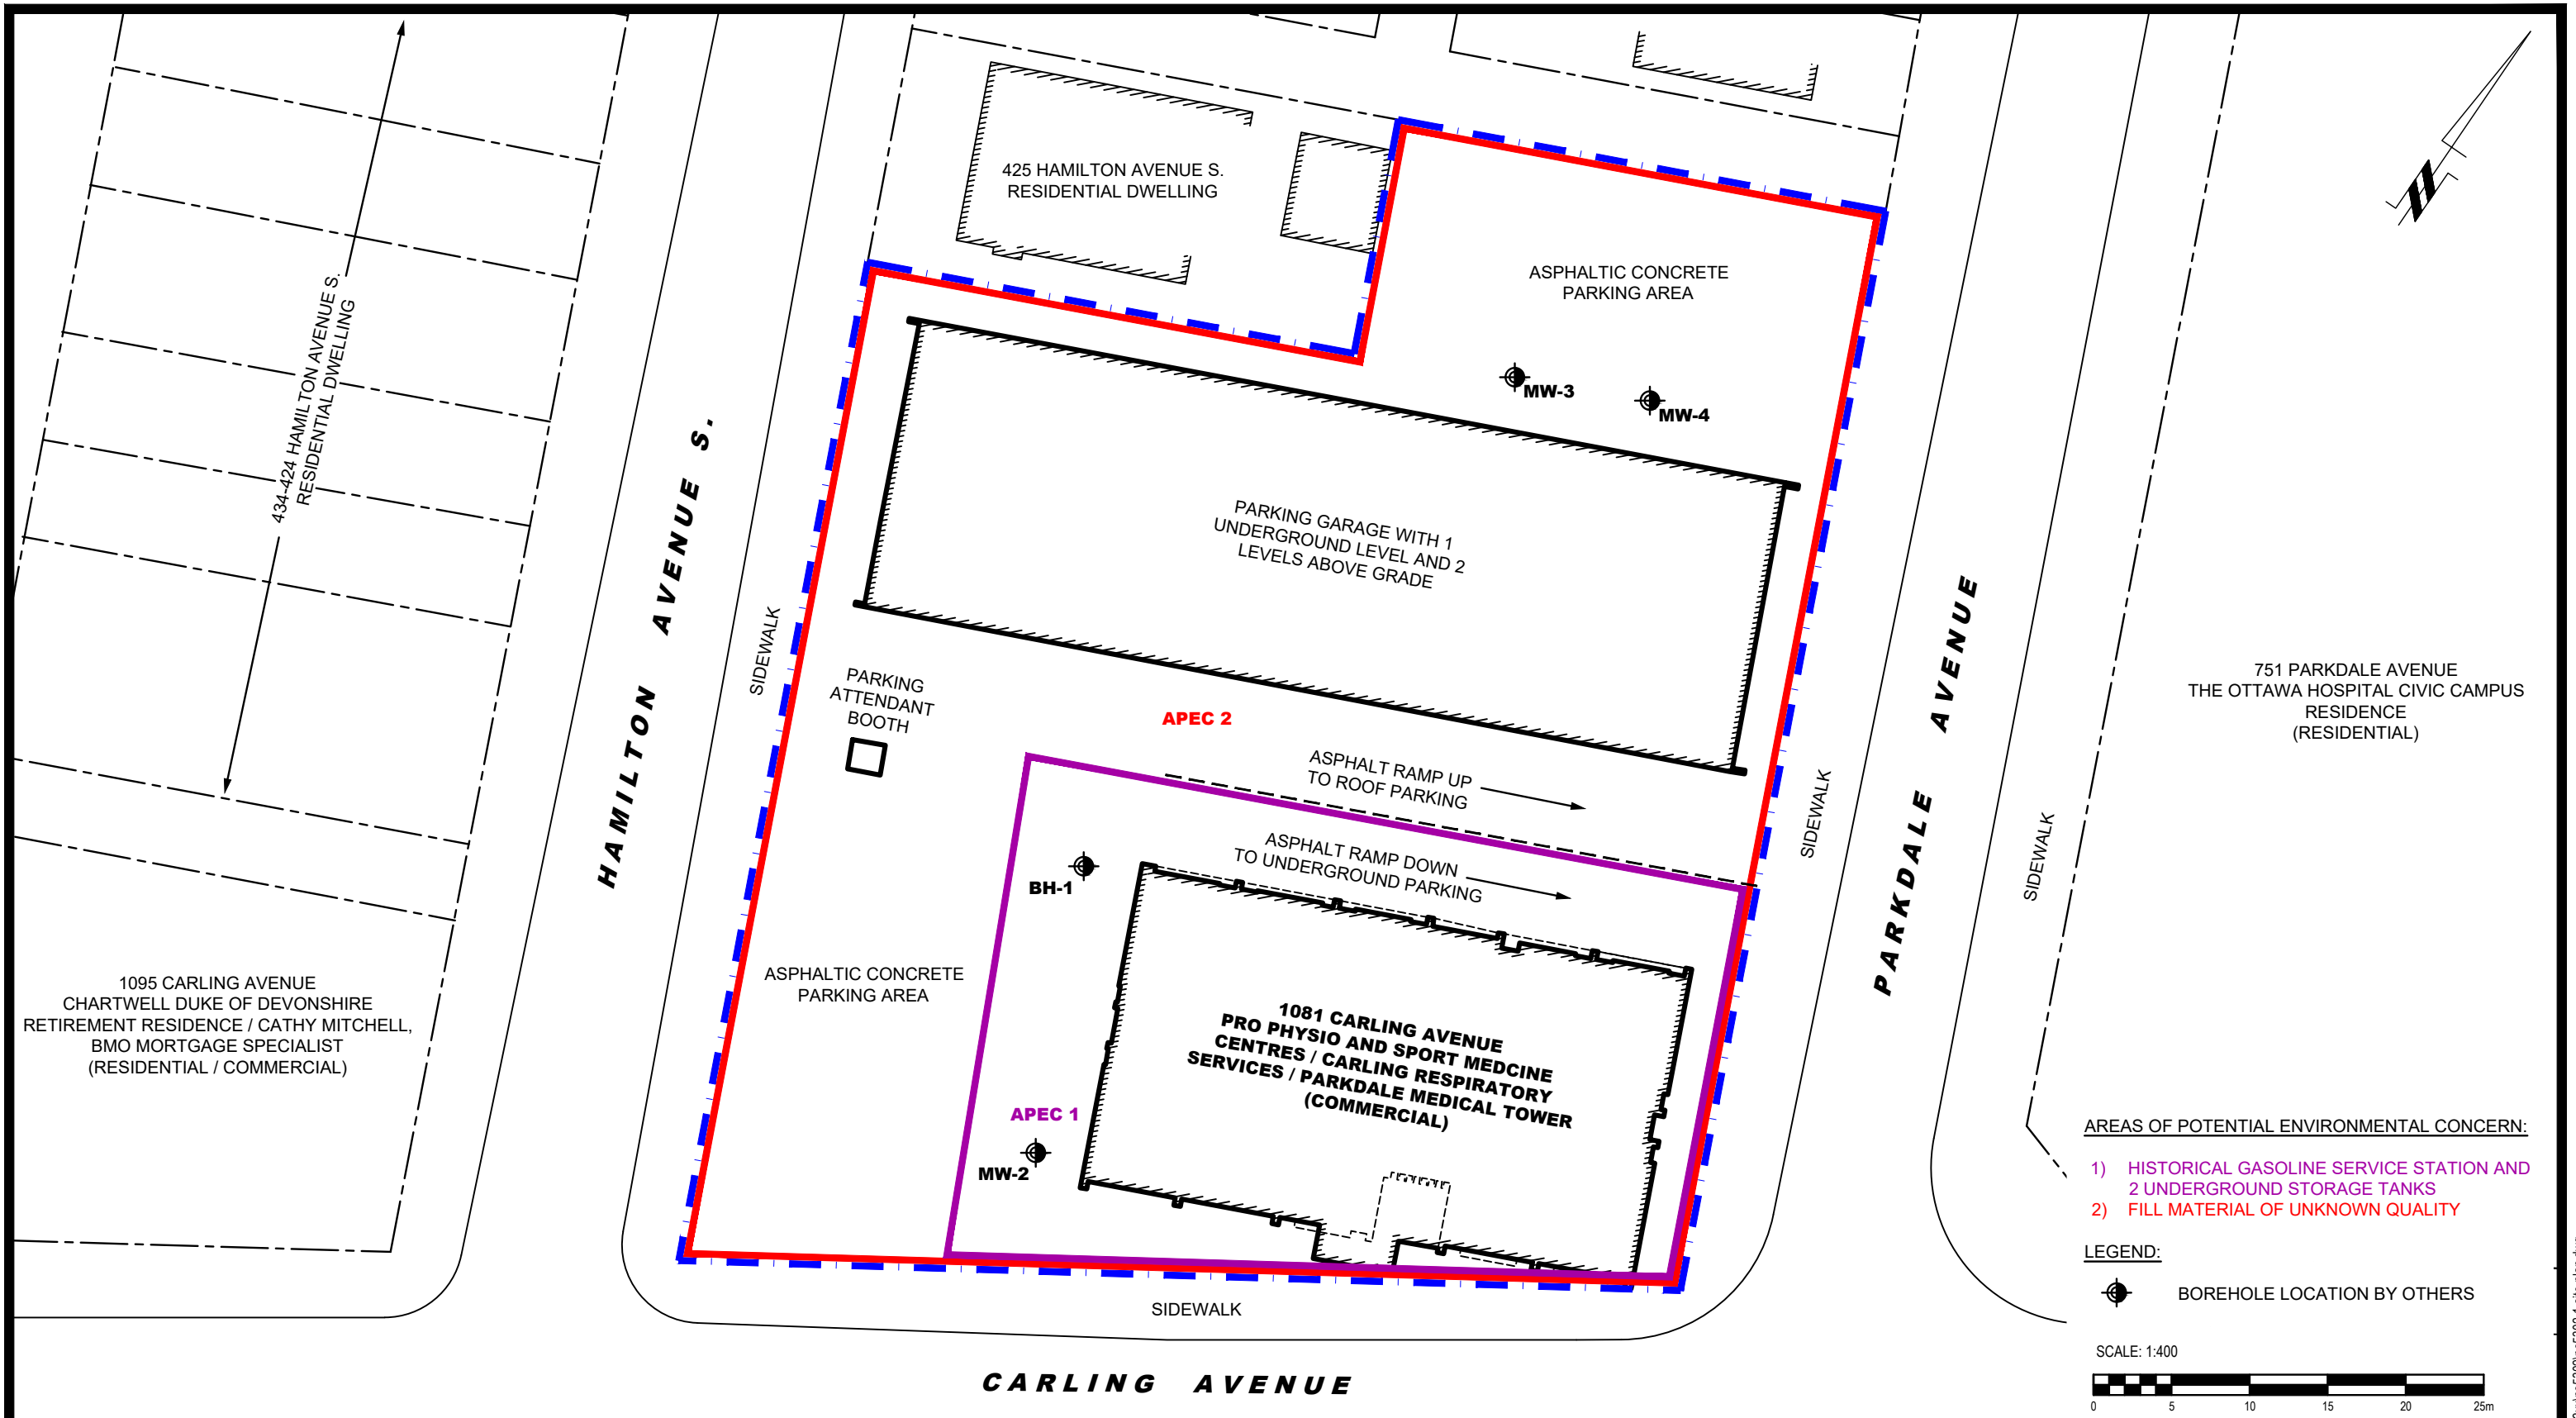 425 HAMILTON AVENUE S.
RESIDENTIAL DWELLING
ASPHALTIC CONCRETE
PARKING AREA
434-424 HAMILTON AVENUE S.
RESIDENTIAL DWELLING
MW-3
MW-4
HAMILTON AVENUE S.
SIDEWALK
PARKING GARAGE WITH 1
UNDERGROUND LEVEL AND 2
LEVELS ABOVE GRADE
PARKING
ATTENDANT
BOOTH
APEC 2
ASPHALT RAMP UP
TO ROOF PARKING
ASPHALT RAMP DOWN
TO UNDERGROUND PARKING
SIDEWALK
PARKDALE AVENUE
SIDEWALK
751 PARKDALE AVENUE
THE OTTAWA HOSPITAL CIVIC CAMPUS
RESIDENCE
(RESIDENTIAL)
BH-1
1095 CARLING AVENUE
CHARTWELL DUKE OF DEVONSHIRE
RETIREMENT RESIDENCE / CATHY MITCHELL,
BMO MORTGAGE SPECIALIST
(RESIDENTIAL / COMMERCIAL)
ASPHALTIC CONCRETE
PARKING AREA
1081 CARLING AVENUE
PRO PHYSIO AND SPORT MEDCINE
CENTRES / CARLING RESPIRATORY
SERVICES / PARKDALE MEDICAL TOWER
(COMMERCIAL)
APEC 1
MW-2
SIDEWALK
CARLING AVENUE
AREAS OF POTENTIAL ENVIRONMENTAL CONCERN:
1) HISTORICAL GASOLINE SERVICE STATION AND
2 UNDERGROUND STORAGE TANKS
2) FILL MATERIAL OF UNKNOWN QUALITY
LEGEND:
BOREHOLE LOCATION BY OTHERS
SCALE: 1:400
0 5 10 15 20 25m